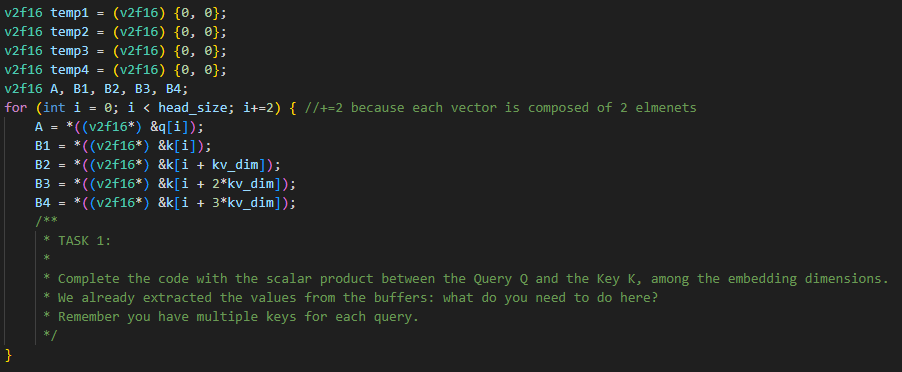 v2f16 temp1 = (v2f16) {0, 0};
v2f16 temp2 = (v2f16) {0, 0};
v2f16 temp3 = (v2f16) {0, 0};
v2f16 temp4 = (v2f16) {0, 0};
v2f16 A, B1, B2, B3, B4;
for (int i = 0; i < head_size; i+=2) { //+=2 because each vector is composed of 2 elmenets
    A = *((v2f16*) &q[i]);
    B1 = *((v2f16*) &k[i]);
    B2 = *((v2f16*) &k[i + kv_dim]);
    B3 = *((v2f16*) &k[i + 2*kv_dim]);
    B4 = *((v2f16*) &k[i + 3*kv_dim]);
    /**
     * TASK 1:
     *
     * Complete the code with the scalar product between the Query Q and the Key K, among the embedding dimensions.
     * We already extracted the values from the buffers: what do you need to do here?
     * Remember you have multiple keys for each query.
     */
}